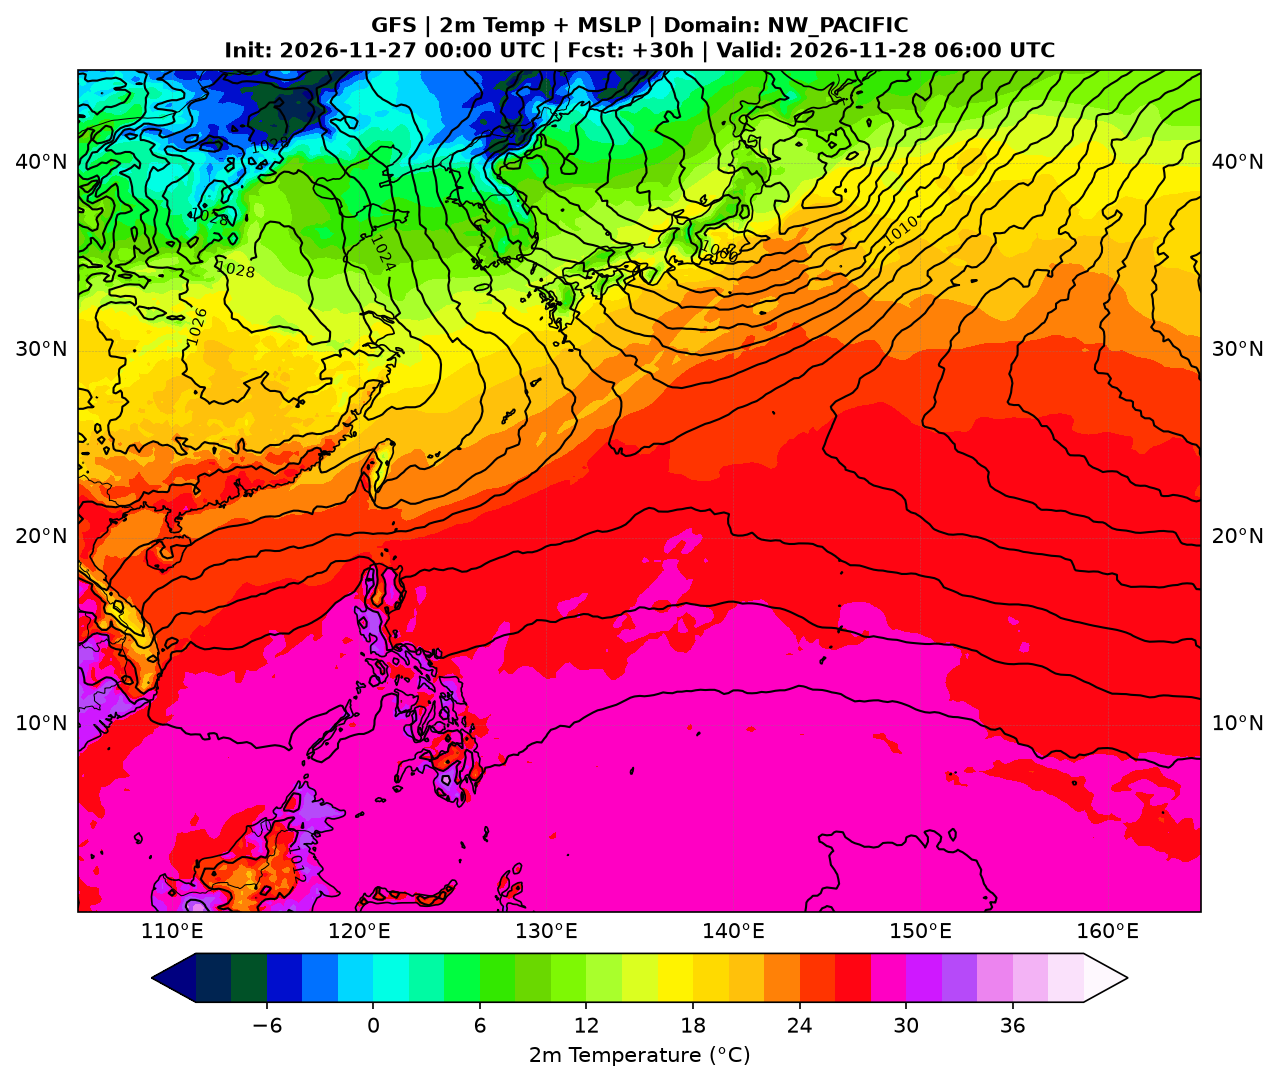 GFS | 2m Temp + MSLP | Domain: NW_PACIFIC
Init: 2026-11-27 00:00 UTC | Fcst: +30h | Valid: 2026-11-28 06:00 UTC
1028
40°N
40°N
1028
1010
1024
1000
1028
1026
30°N
30°N
20°N
20°N
10°N
10°N
1012
110°E
120°E
130°E
140°E
150°E
160°E
−6
0
6
12
18
24
30
36
2m Temperature (°C)